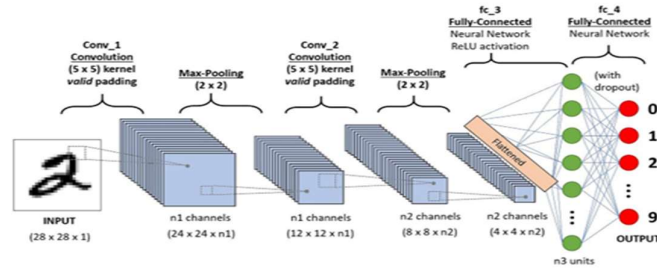 fc_3
Fully-Connected
Neural Network
ReLU activation
fc_4
Fully-Connected
Neural Network
Conv_1
Convolution
(5 x 5) kernel
valid padding
Max-Pooling
(2 x 2)
Conv_2
Convolution
(5 x 5) kernel
valid padding
Max-Pooling
(2 x 2)
(with
dropout)
Flattened
2
0
1
2
9
INPUT
(28 x 28 x 1)
n1 channels
(24 x 24 x n1)
n1 channels
(12 x 12 x n1)
n2 channels
(8 x 8 x n2)
n2 channels
(4 x 4 x n2)
n3 units
OUTPUT